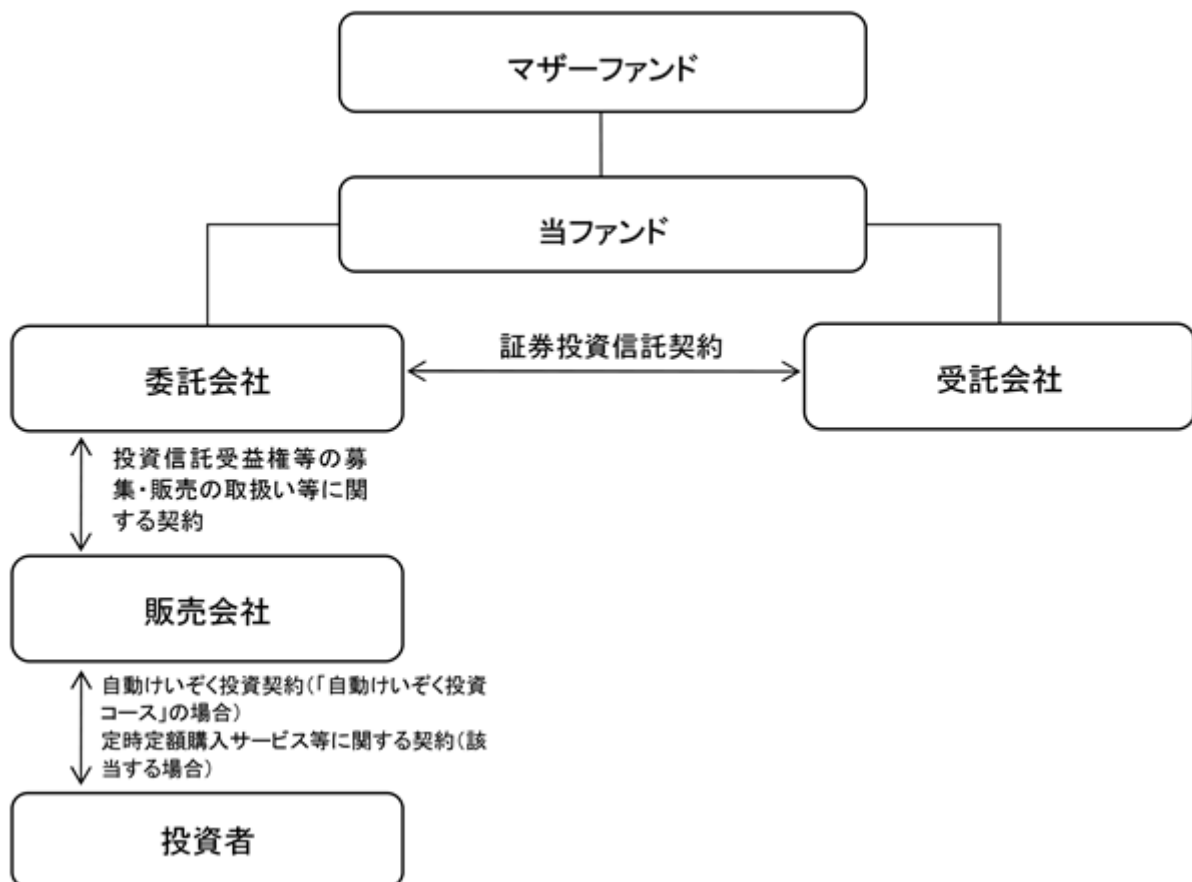 マザーファンド
当ファンド
証券投資信託契約
委託会社
受託会社
投資信託受益権等の募
集・販売の取扱い等に関
する契約
販売会社
自動けいぞく投資契約(「自動けいぞく投資
コース」の場合)
定時定額購入サービス等に関する契約(該
当する場合)
投資者